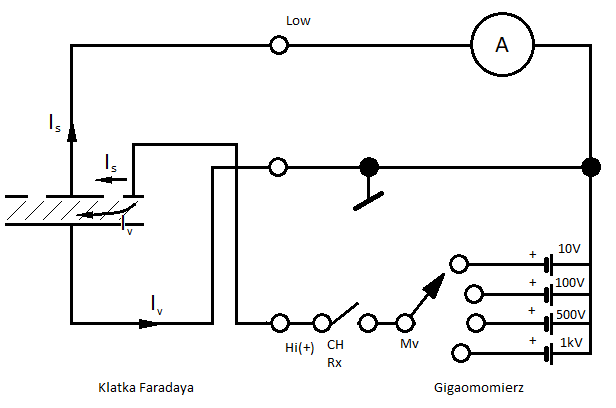 Low
A
Is
Is
Iv
Iv
+ 10V
+ 100V
+ 500V
+ 1kV
Hi(+)
CH
Rx
Mv
Klatka Faradaya
Gigaomomierz